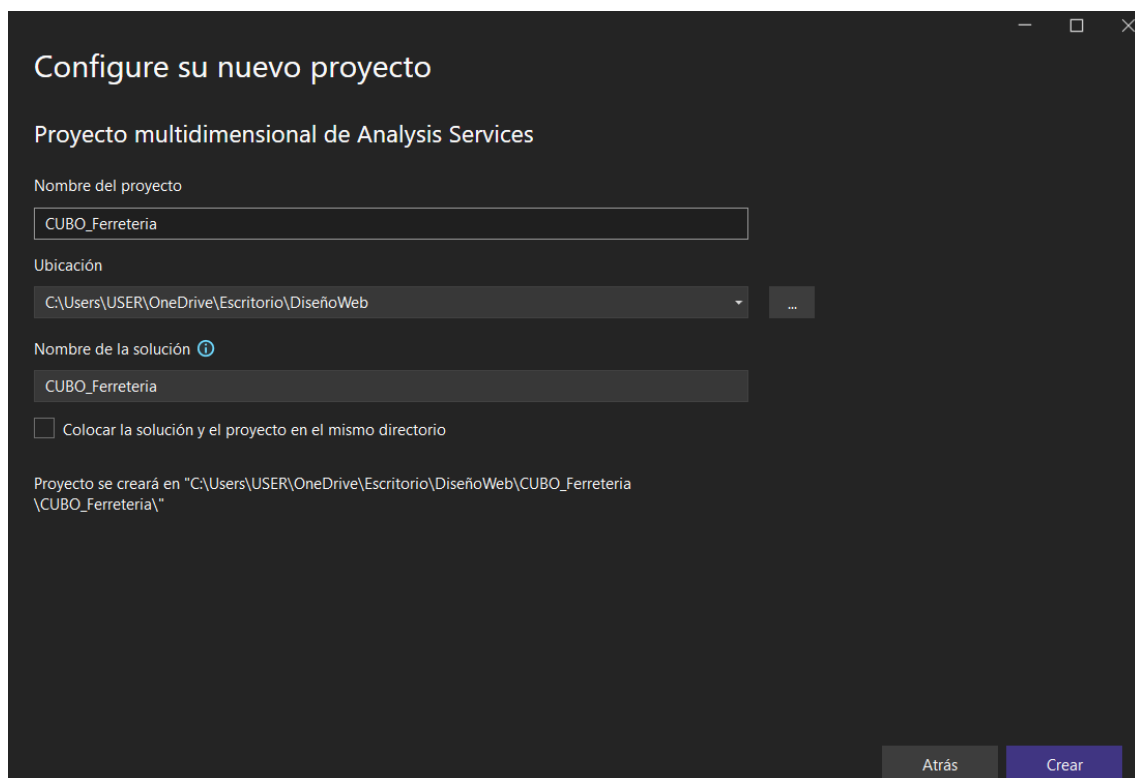 Configure su nuevo proyecto
Proyecto multidimensional de Analysis Services
Nombre del proyecto
CUBO_Ferreteria
Ubicación
C:\Users\USER\OneDrive\Escritorio\DiseñoWeb
...
Nombre de la solución
CUBO_Ferreteria
Colocar la solución y el proyecto en el mismo directorio
Proyecto se creará en "C:\Users\USER\OneDrive\Escritorio\DiseñoWeb\CUBO_Ferreteria
\CUBO_Ferreteria\"
Atrás
Crear